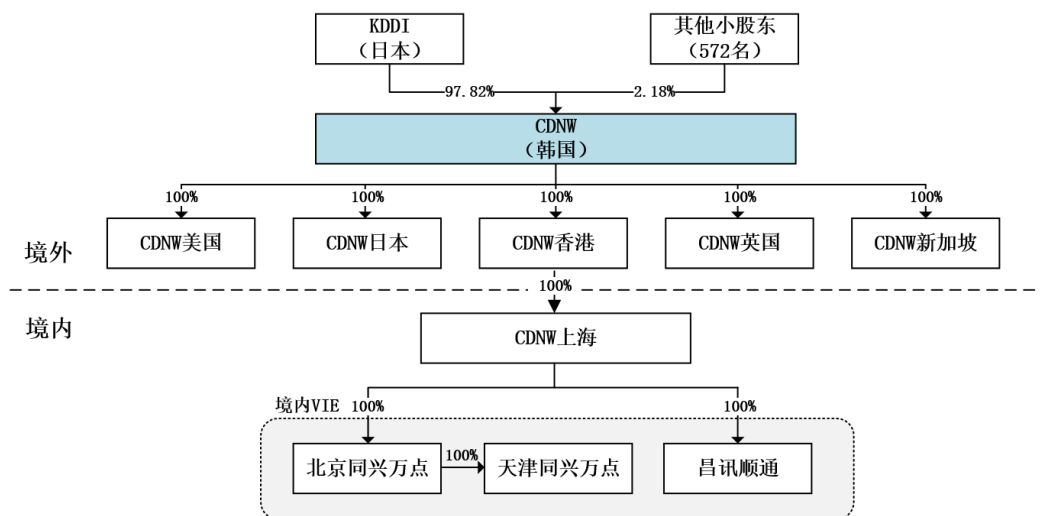 KDDI
（日本）
其他小股东
（572名）
97.82%
2.18%
CDNW
（韩国）
100%
100%
100%
100%
100%
CDNW美国
CDNW日本
CDNW香港
CDNW英国
CDNW新加坡
境外
100%
境内
CDNW上海
境内VIE
100%
100%
北京同兴万点
100%
天津同兴万点
昌讯顺通